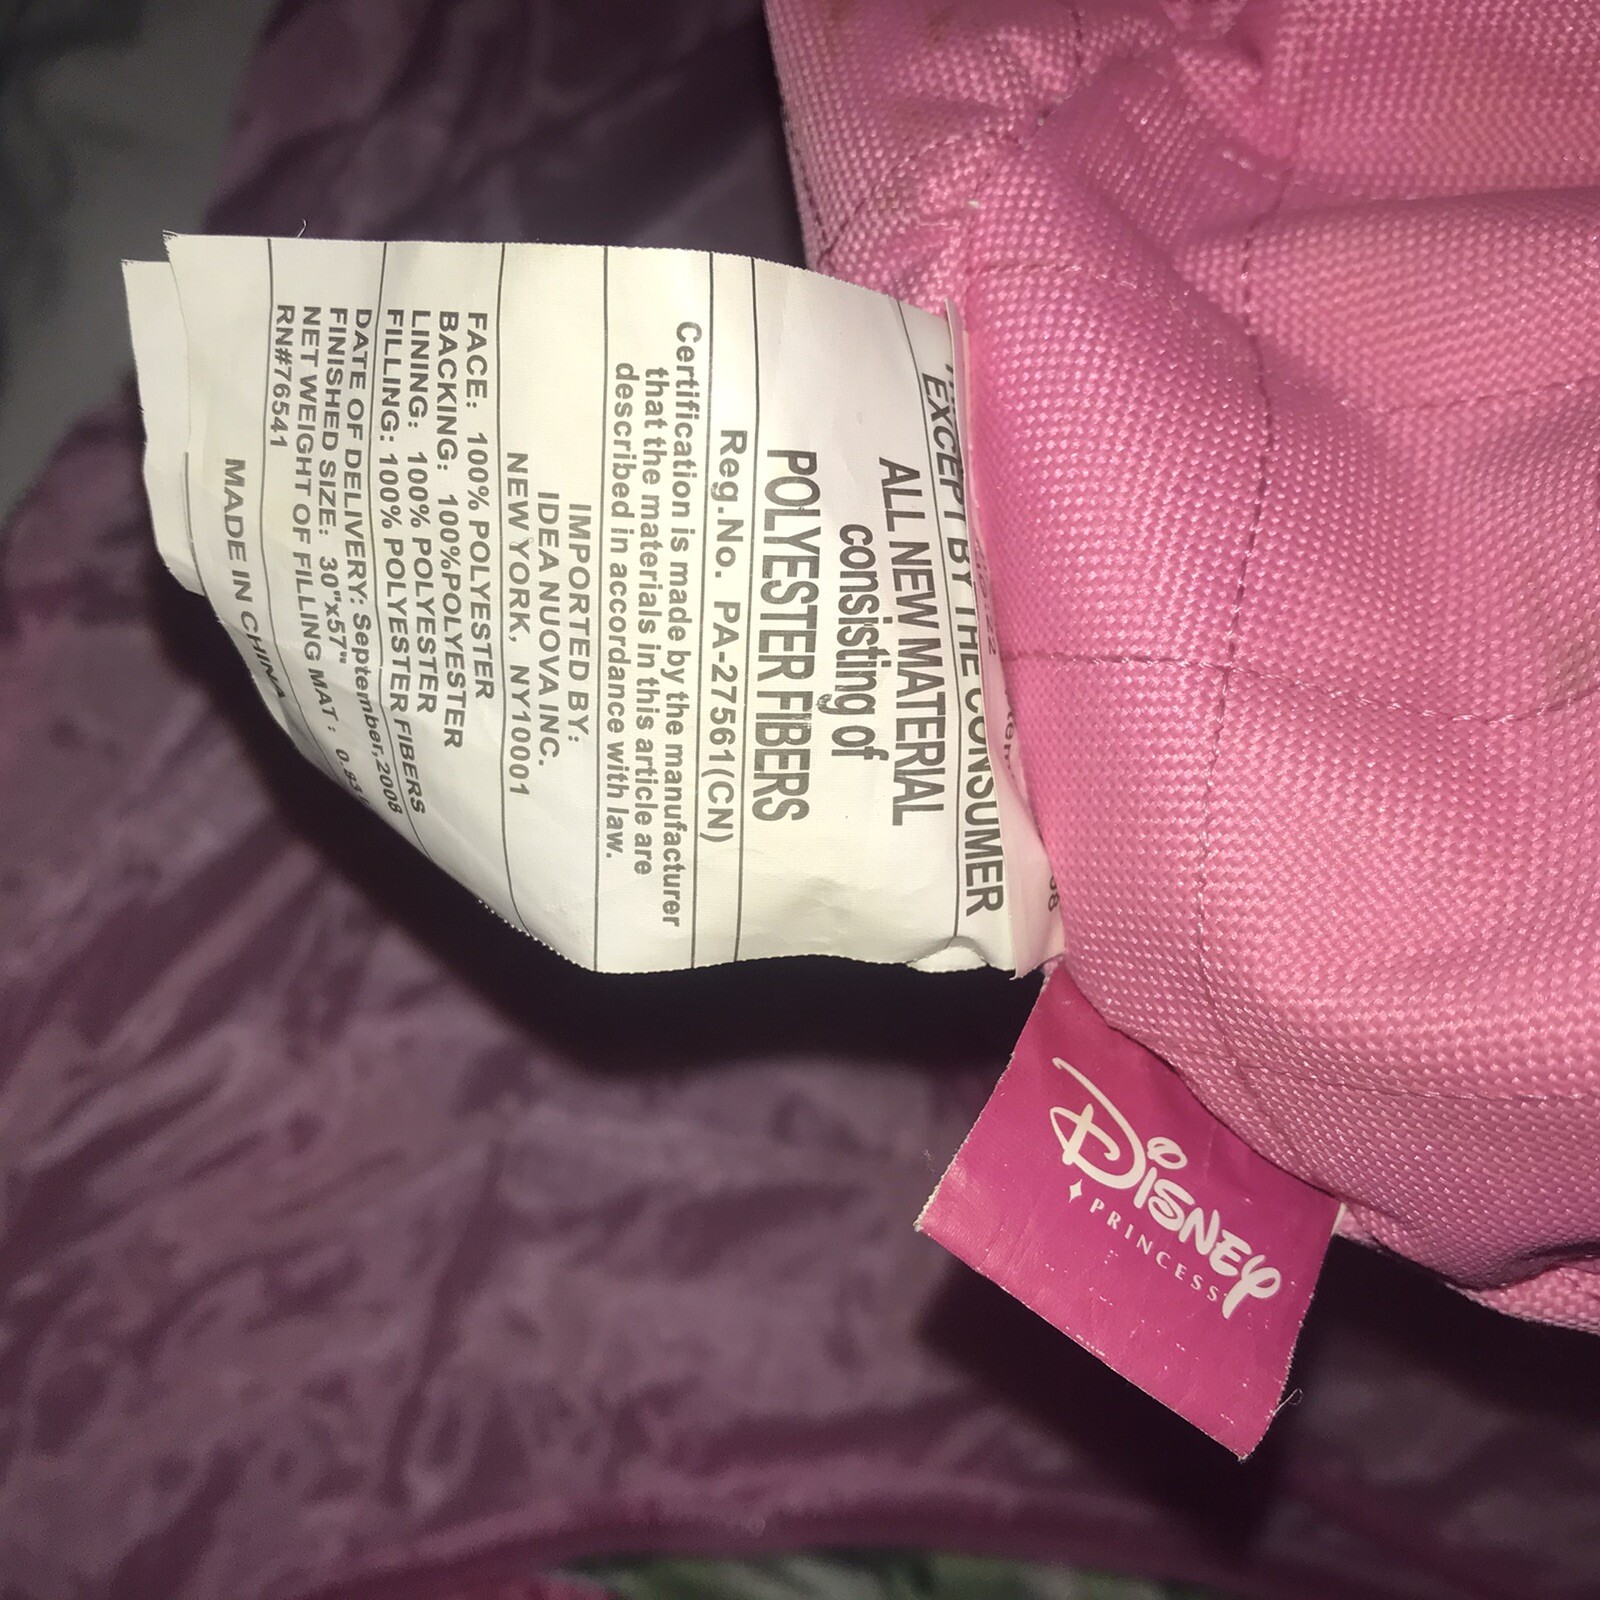 EXCEPT BY THE CONSUMER
ALL NEW MATERIAL
consisting of
POLYESTER FIBERS
Reg.No. PA-27561(CN)
Certification is made by the manufacturer
that the materials in this article are
described in accordance with law.
IMPORTED BY:
IDEA NUOVA INC.
NEW YORK, NY10001
FACE: 100% POLYESTER
BACKING: 100%POLYESTER
LINING: 100% POLYESTER
FILLING: 100% POLYESTER FIBERS
DATE OF DELIVERY: September,2008
FINISHED SIZE: 30"x57"
NET WEIGHT OF FILLING MAT:
RN#76541
MADE IN CHINA
Disney
PRINCESS